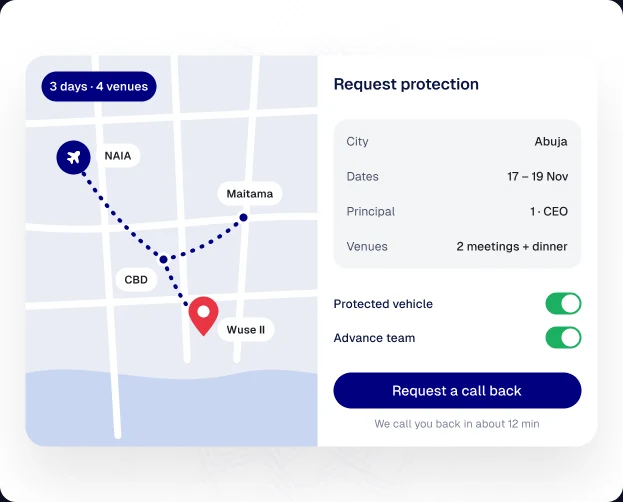 3 days · 4 venues
NAIA
Maitama
CBD
Wuse II
Request protection
City Abuja
Dates 17 – 19 Nov
Principal 1 · CEO
Venues 2 meetings + dinner
Protected vehicle
Advance team
Request a call back
We call you back in about 12 min